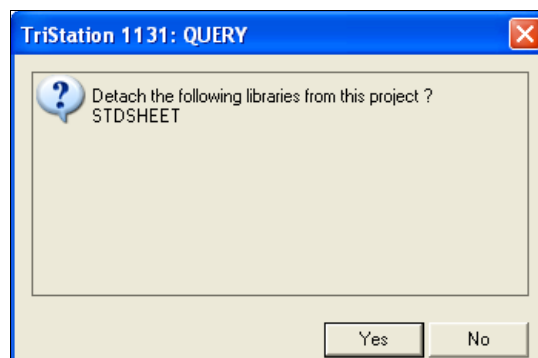 TriStation 1131: QUERY
Detach the following libraries from this project ?
STDSHEET
Yes
No